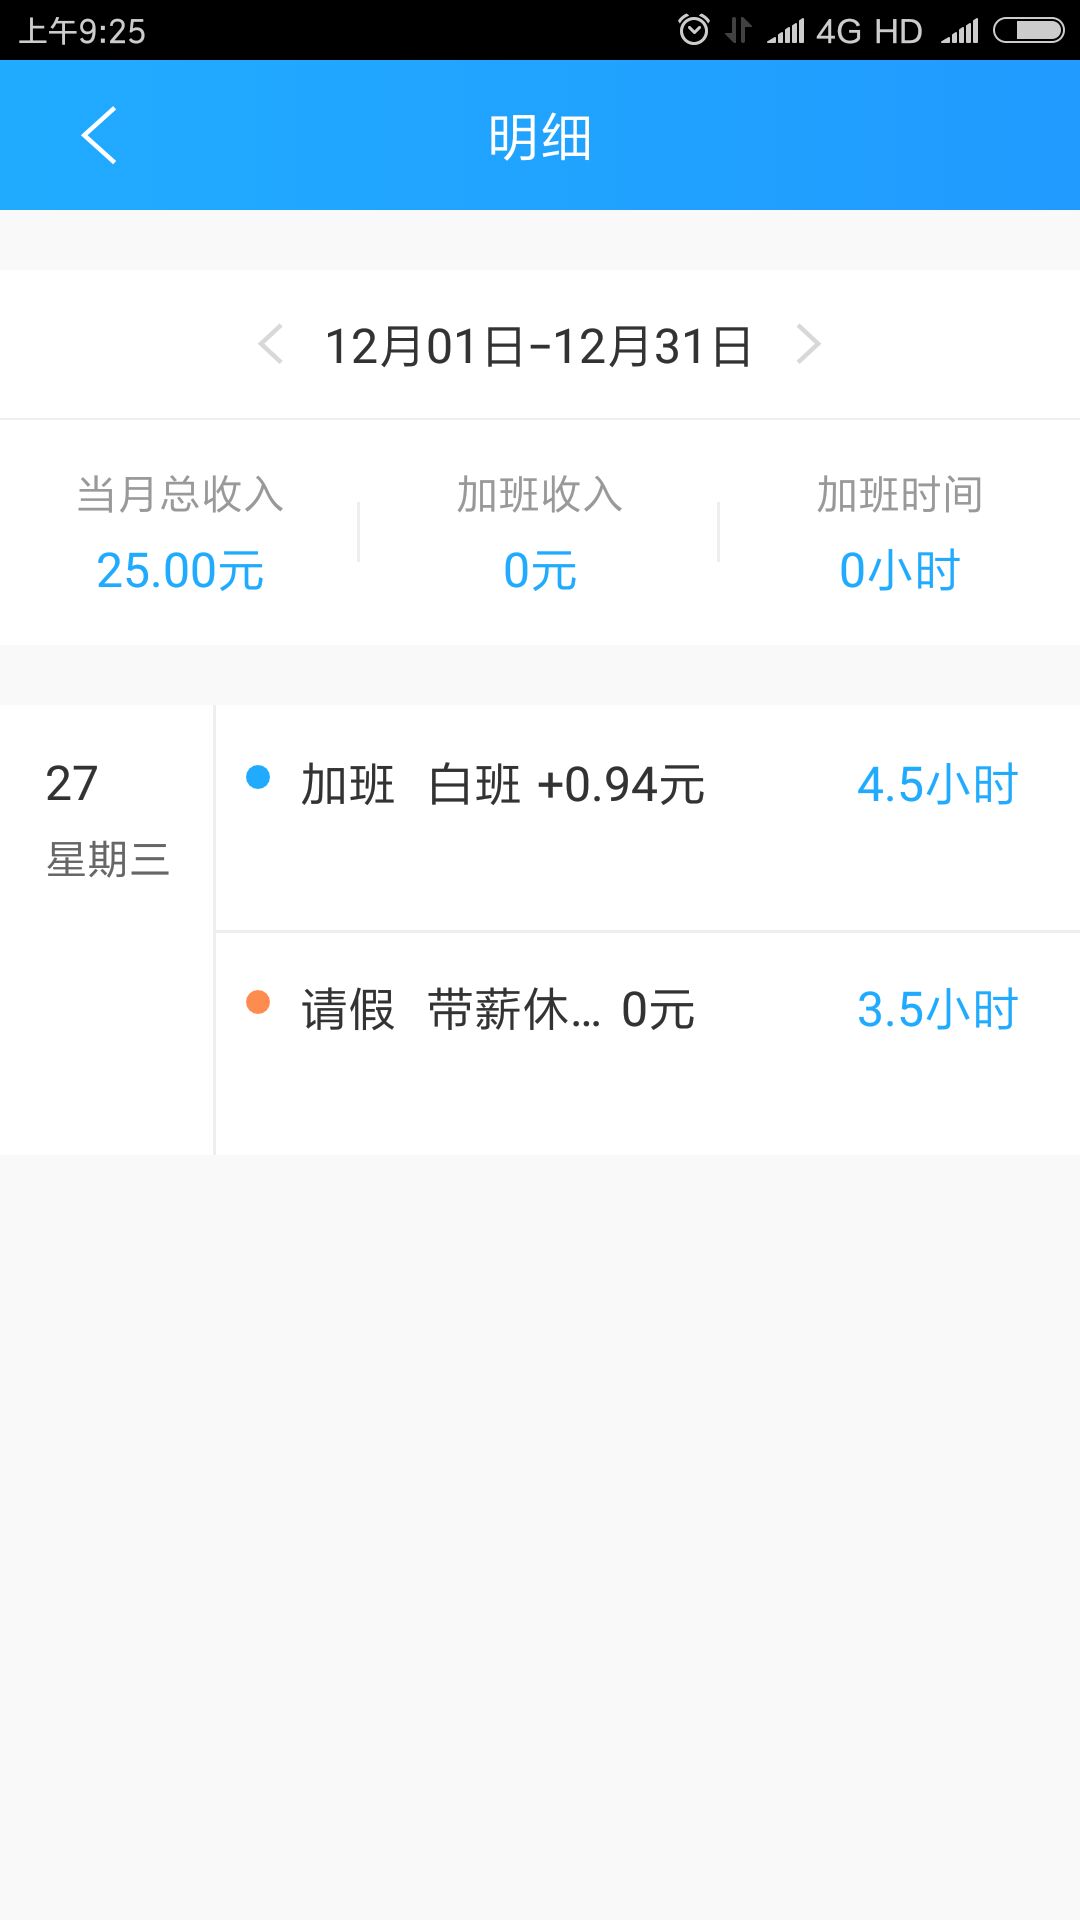 上午9:25 4G HD
明细
12月01日-12月31日
当月总收入 加班收入 加班时间
25.00元 0元 0小时
27 加班 白班 +0.94元 4.5小时
星期三
请假 带薪休... 0元 3.5小时